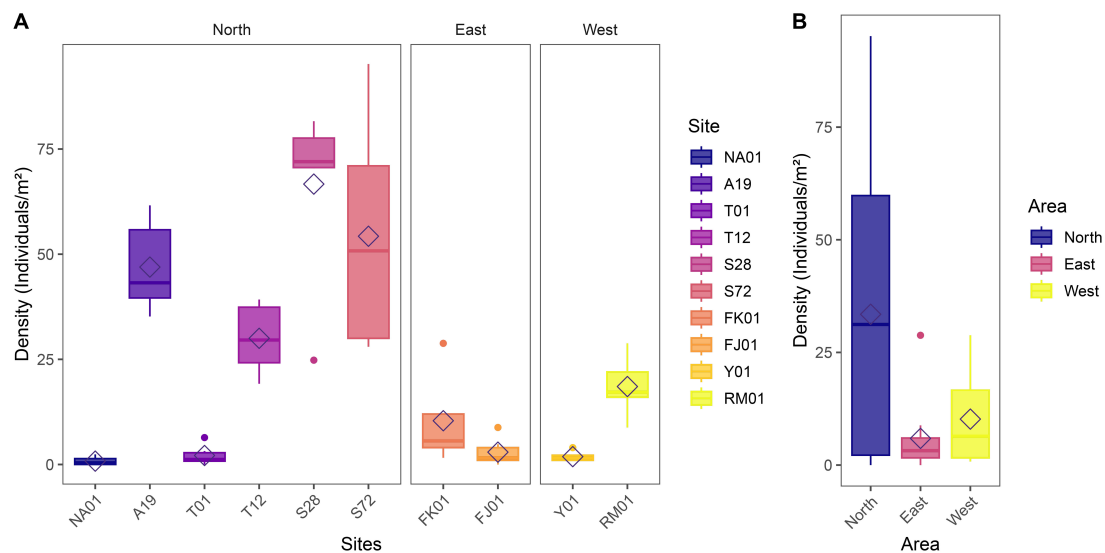 A
North
East
West
Density (Individuals/m²)
75
50
25
0
NA01
A19
T01
T12
S28
S72
FK01
FJ01
Y01
RM01
Sites
Site
NA01
A19
T01
T12
S28
S72
FK01
FJ01
Y01
RM01
B
Density (Individuals/m²)
75
50
25
0
North
East
West
Area
Area
North
East
West